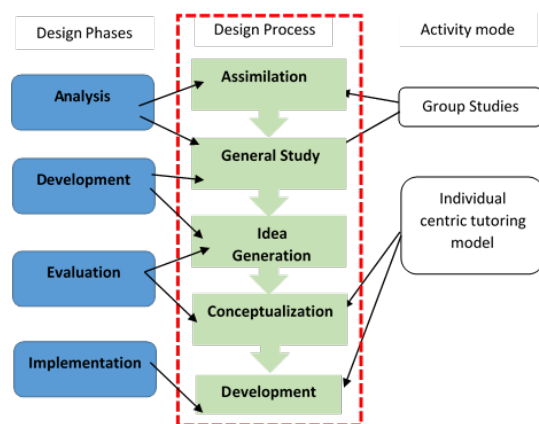 Design Phases
Design Process
Activity mode
Analysis
Development
Evaluation
Implementation
Assimilation
General Study
Idea
Generation
Conceptualization
Development
Group Studies
Individual
centric tutoring
model